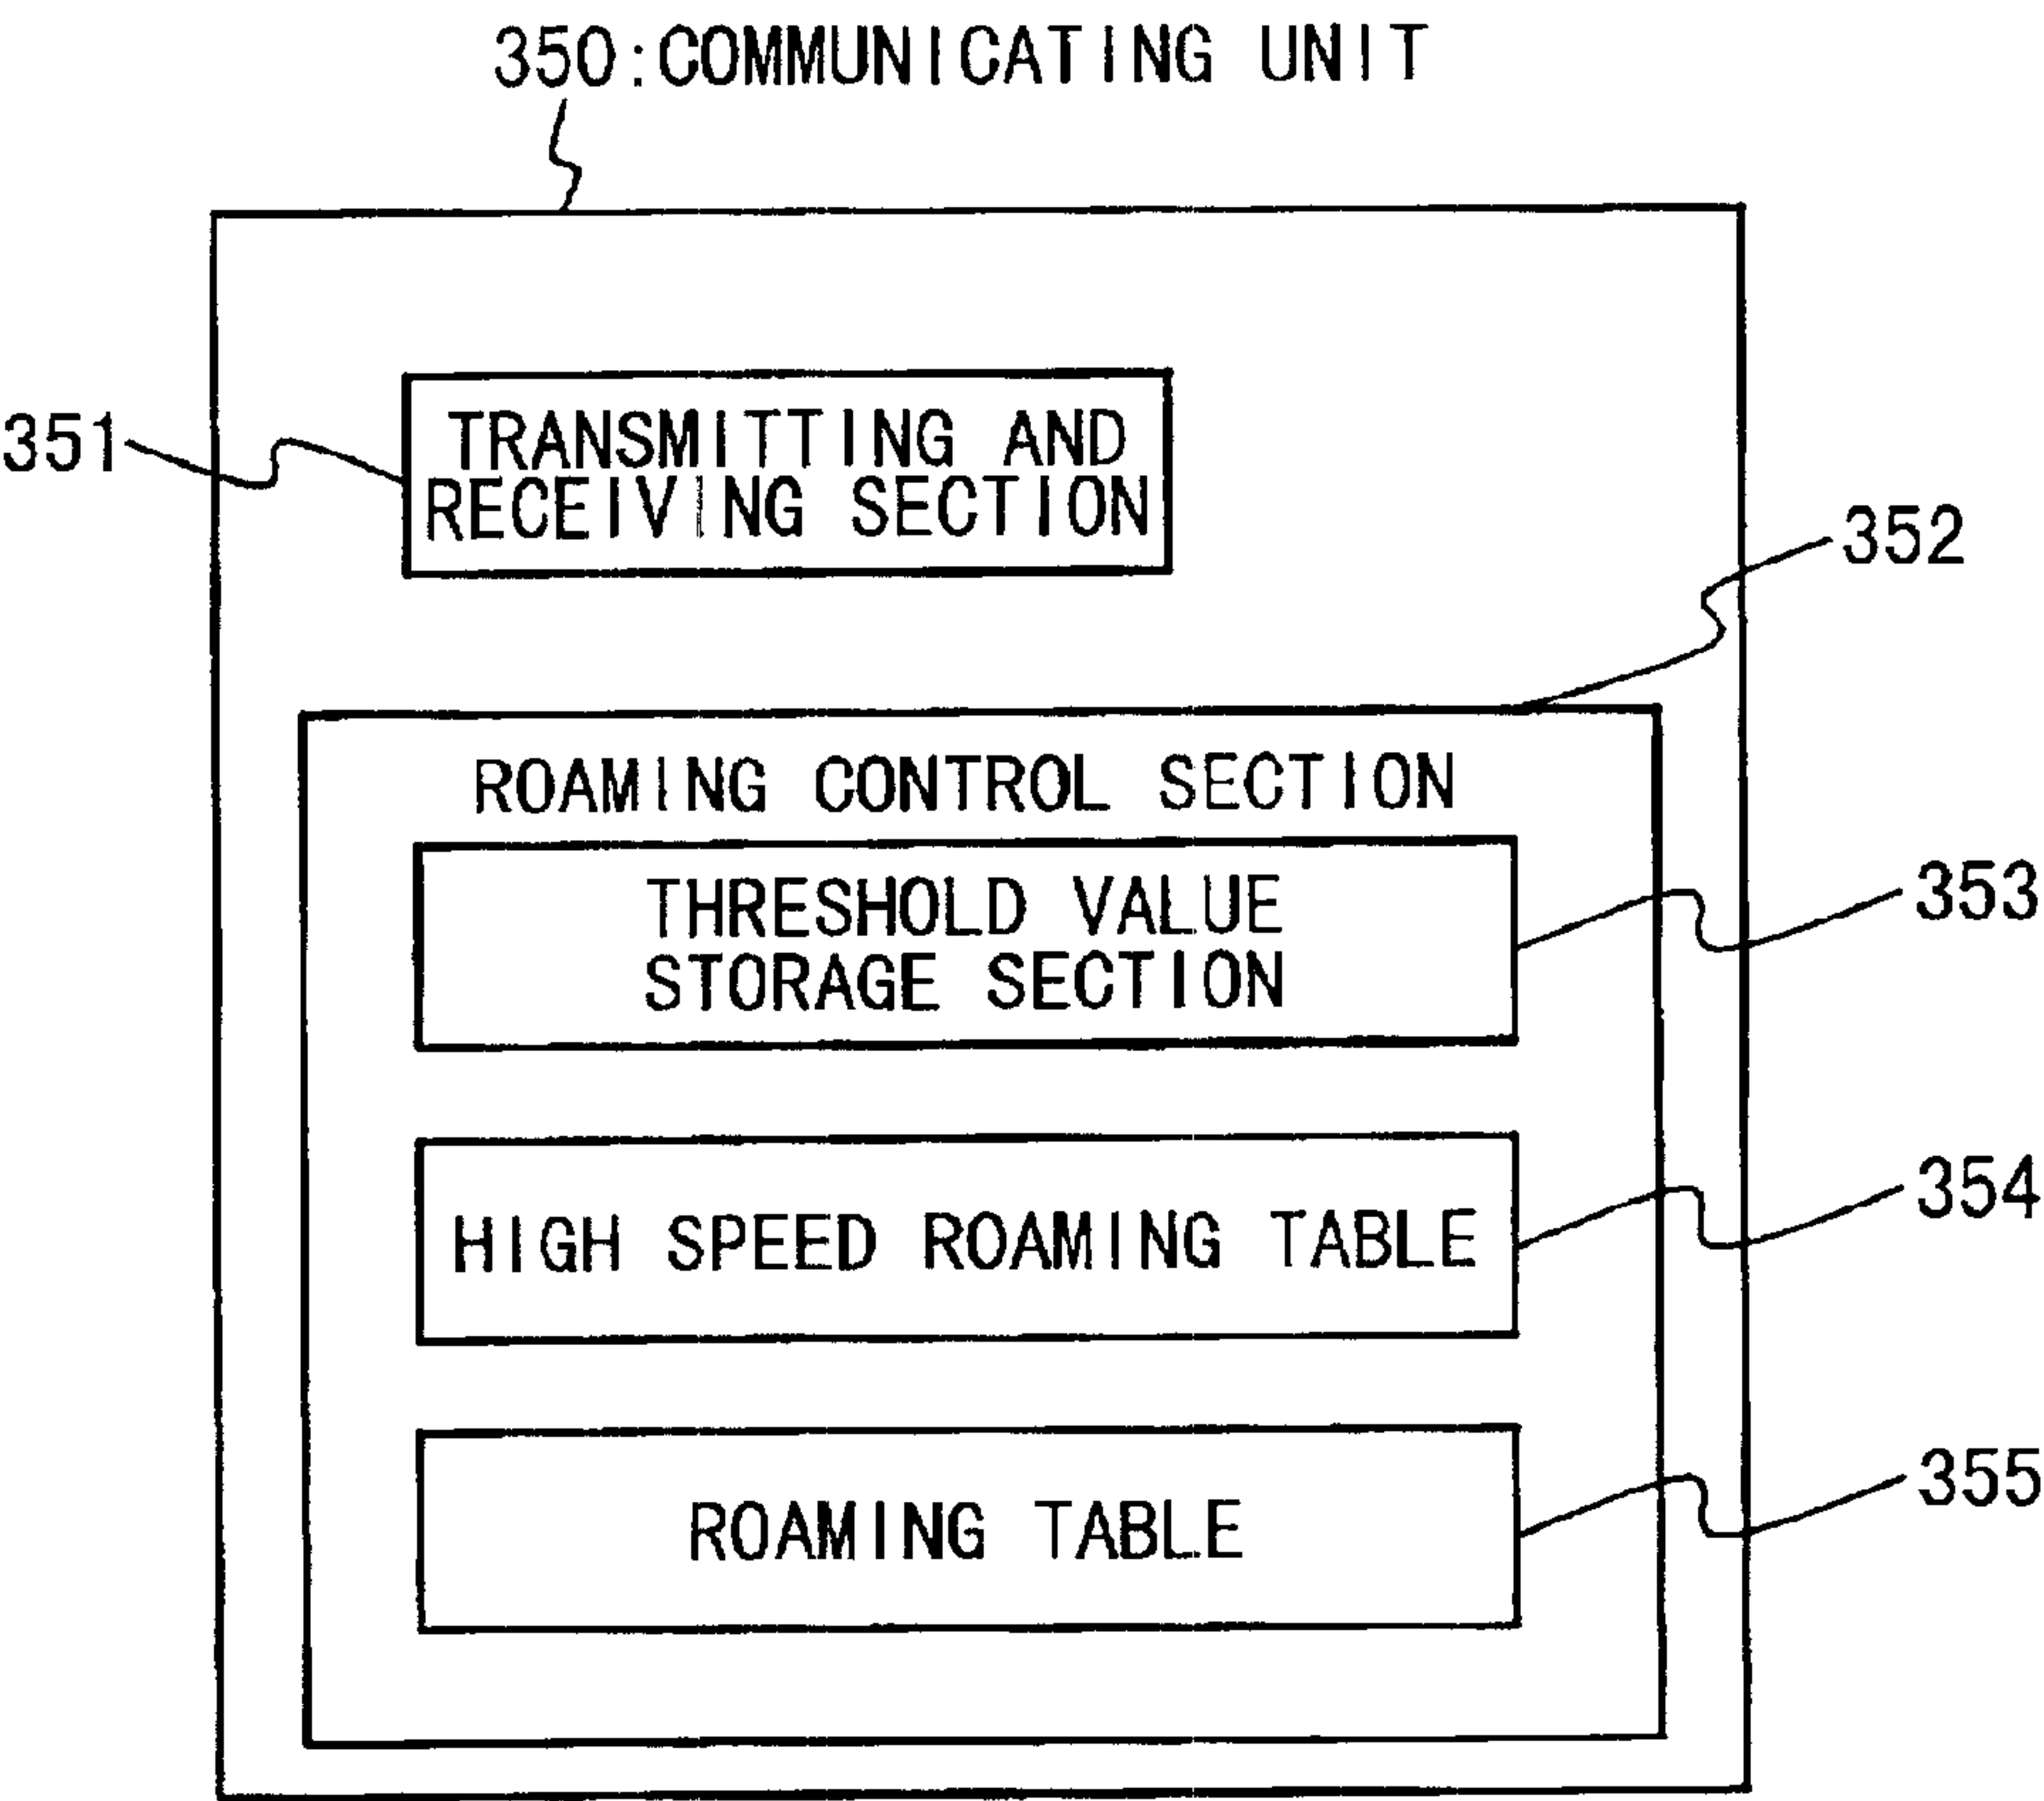 350:COMMUNICATING UNIT
351
TRANSMITTING AND
RECEIVING SECTION
352
ROAMING CONTROL SECTION
THRESHOLD VALUE
STORAGE SECTION
353
HIGH SPEED ROAMING TABLE
354
ROAMING TABLE
355